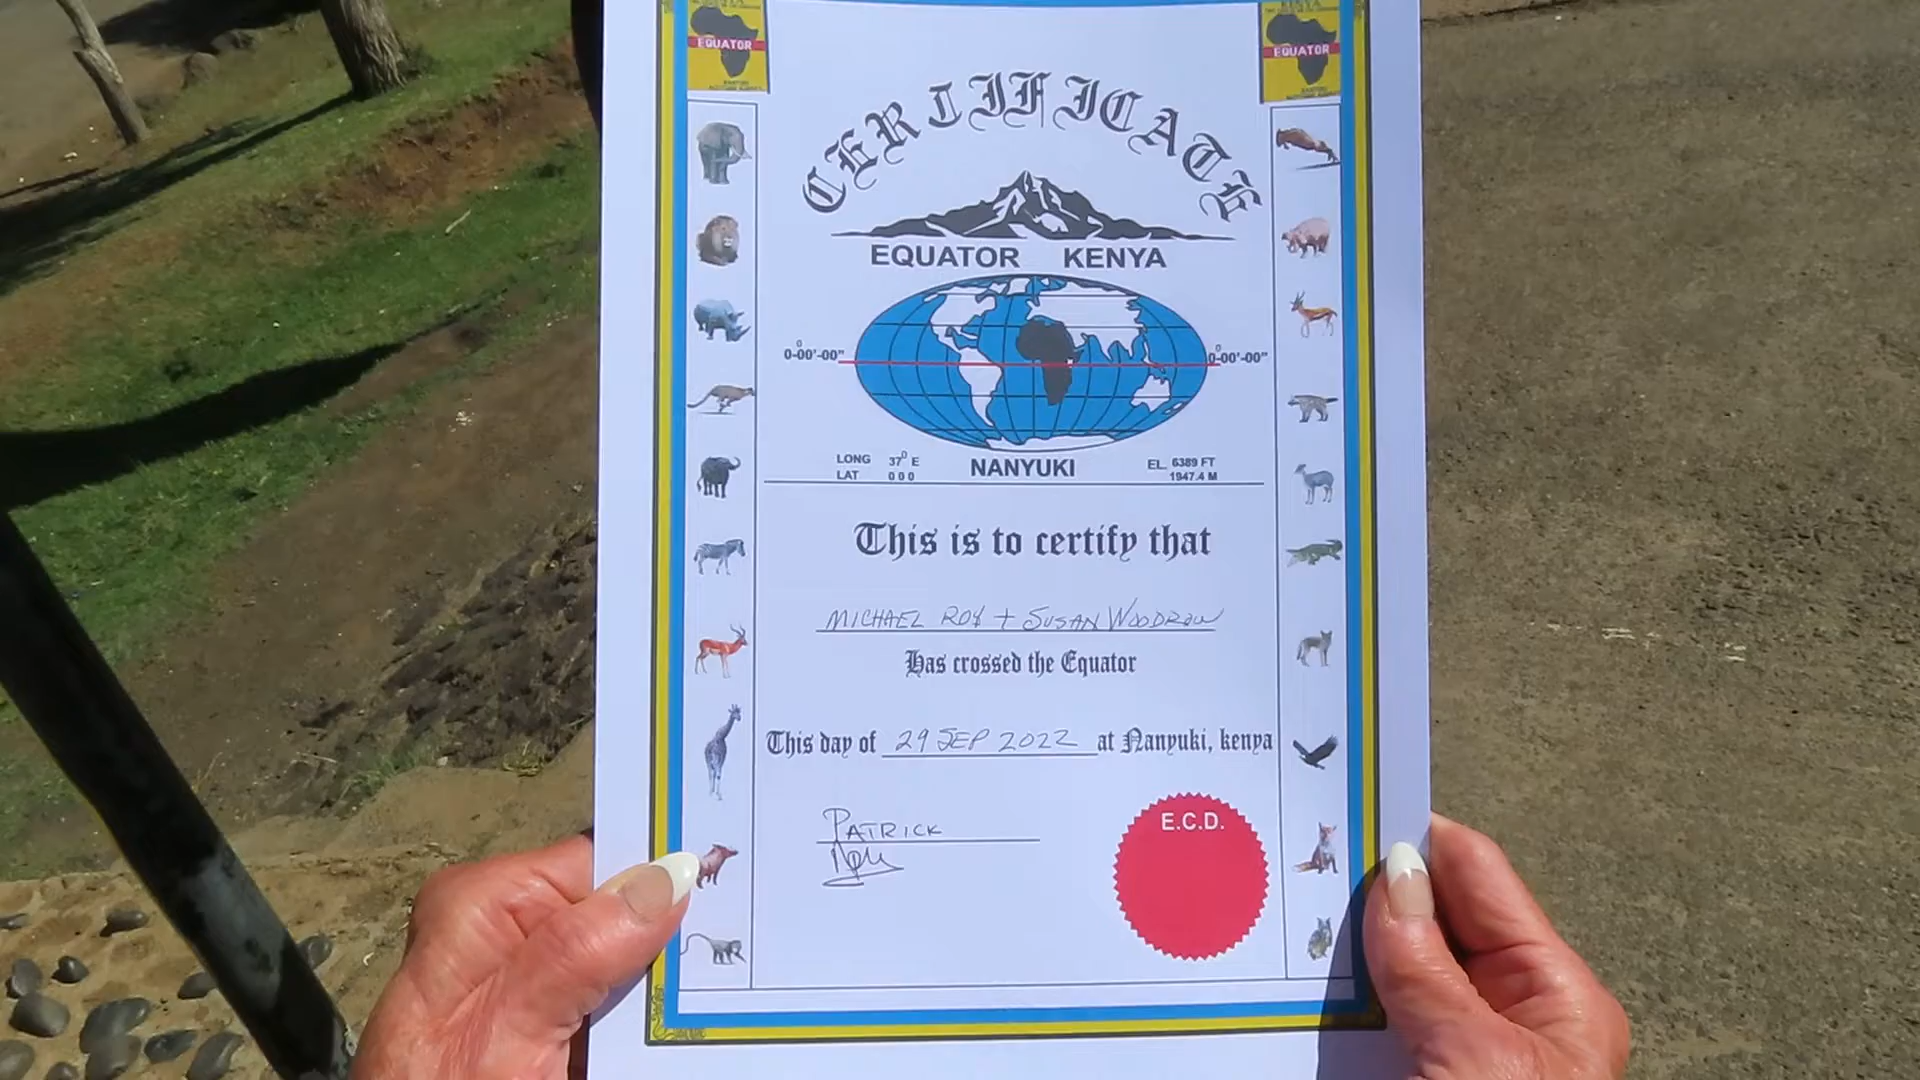 EQUATOR
EQUATOR
CERTIFICATE
EQUATOR KENYA
0-00'-00"
0-00'-00"
LONG 37° E
LAT 0 0 0
NANYUKI
EL. 6389 FT
1947.4 M
This is to certify that
MICHAEL ROY + SUSAN WOODROW
Has crossed the Equator
This day of 29 SEP 2022 at Nanyuki, kenya
PATRICK
E.C.D.